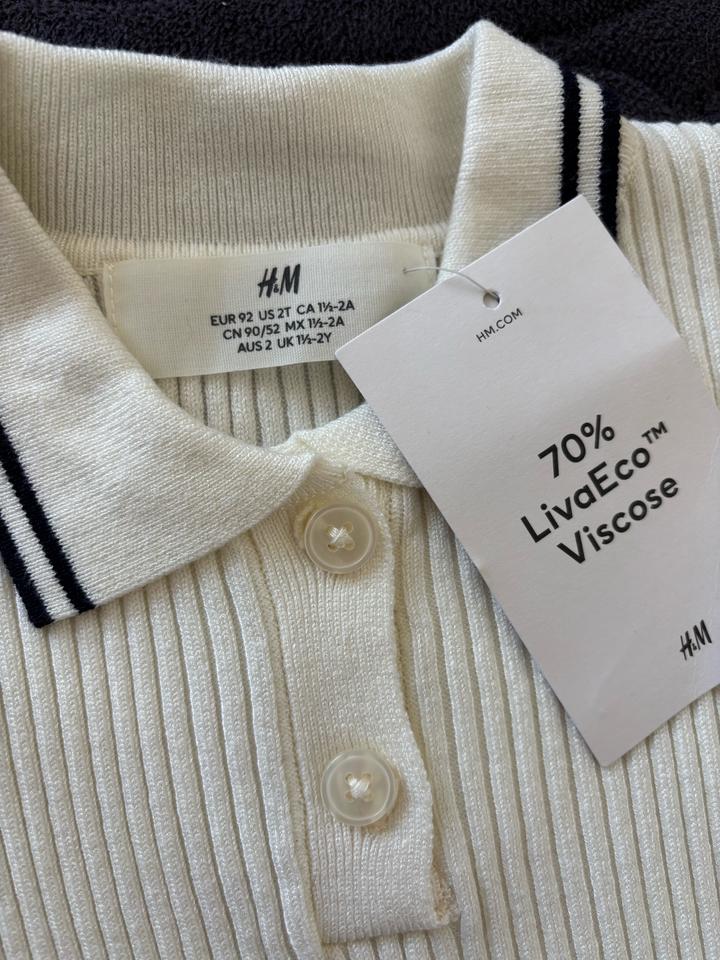 H&M
EUR 92 US 2T CA 1½-2A
CN 90/52 MX 1½-2A
AUS 2 UK 1½-2Y
HM.COM
70%
LivaEco™
Viscose
H&M